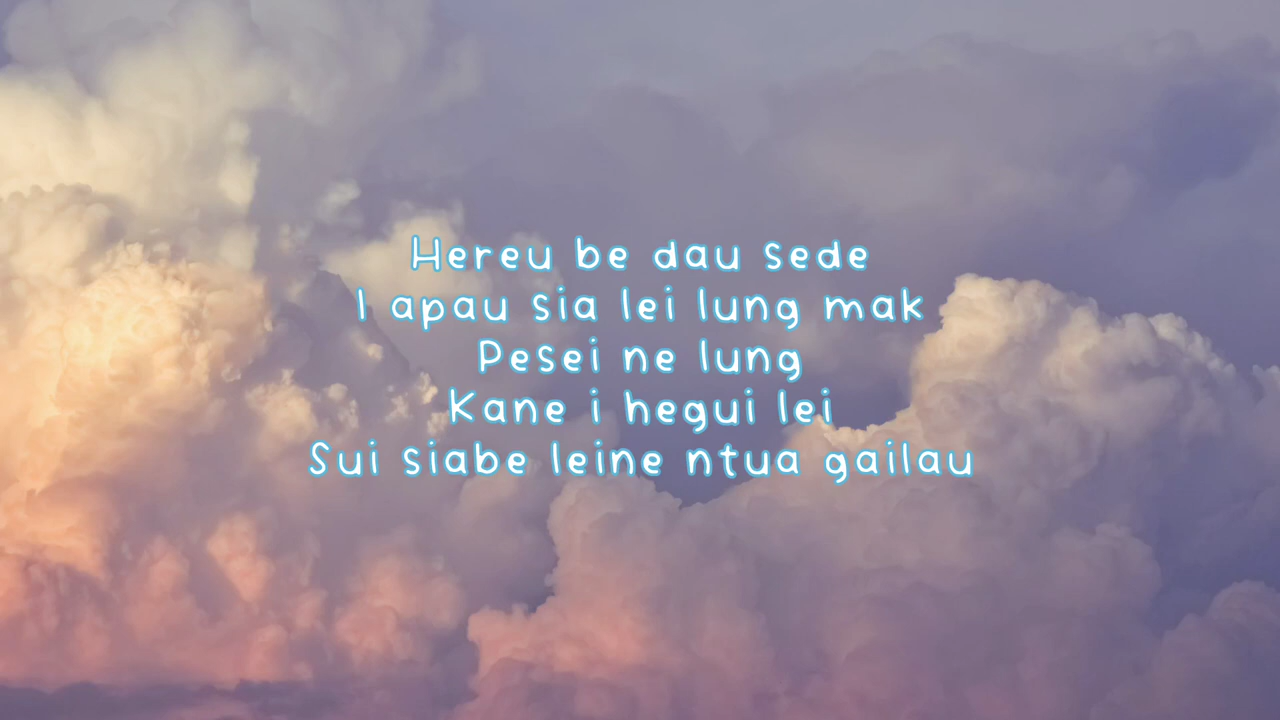 Hereu be dau sede
I apau sia lei lung mak
Pesei ne lung
Kane i hegui lei
Sui siabe leine ntua gailau